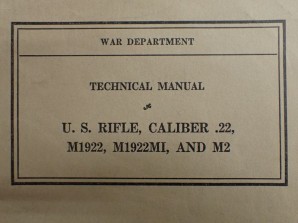 WAR DEPARTMENT
TECHNICAL MANUAL
U. S. RIFLE, CALIBER .22,
M1922, M1922MI, AND M2